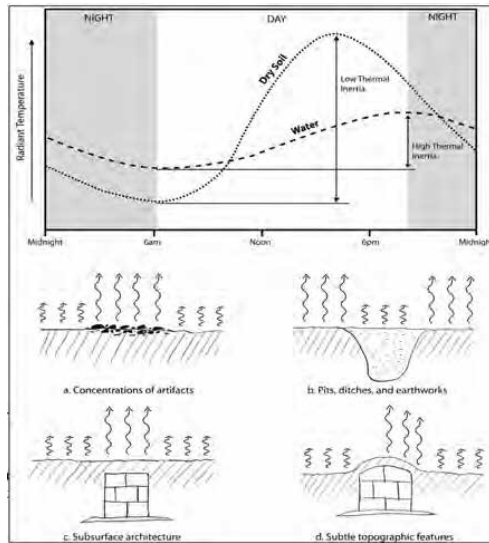 NIGHT
DAY
NIGHT
Radiant Temperature
Dry Soil
Water
Low Thermal
Inertia
High Thermal
Inertia
Midnight
6am
Noon
6pm
Midnight
a. Concentrations of artifacts
b. Pits, ditches, and earthworks
c. Subsurface architecture
d. Subtle topographic features